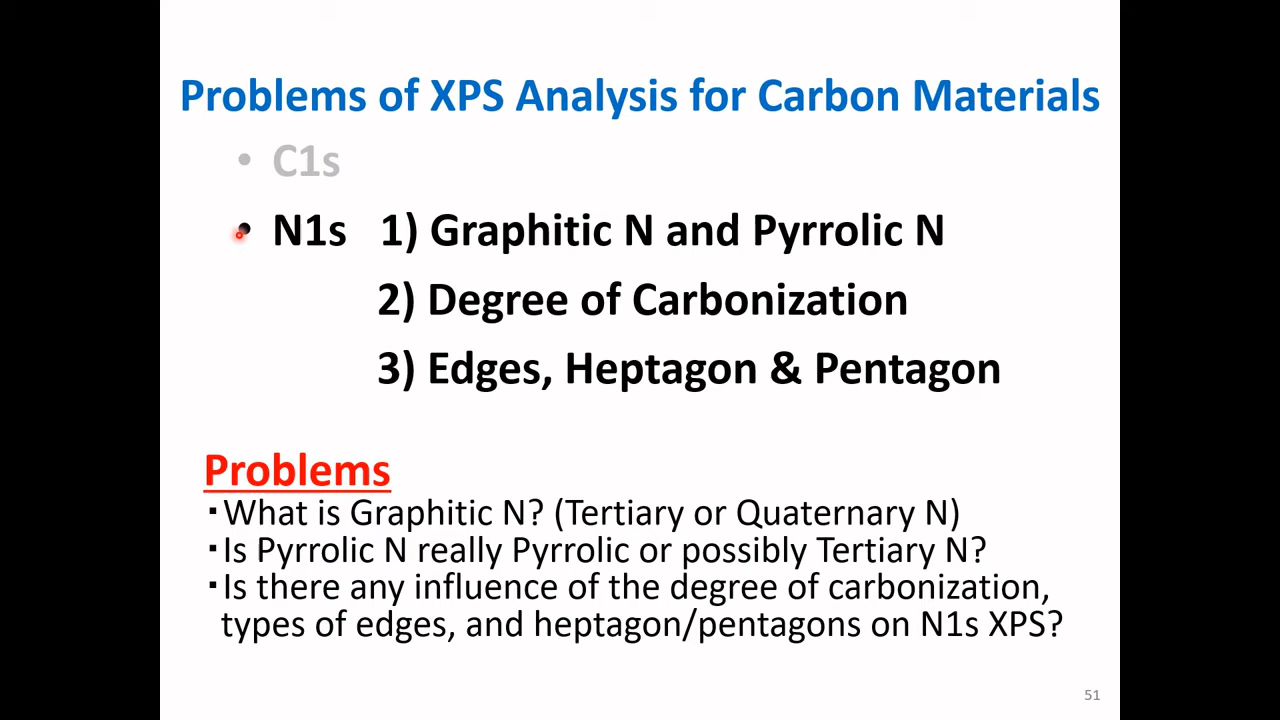 Problems of XPS Analysis for Carbon Materials
• C1s
• N1s 1) Graphitic N and Pyrrolic N
2) Degree of Carbonization
3) Edges, Heptagon & Pentagon
Problems
･What is Graphitic N? (Tertiary or Quaternary N)
･Is Pyrrolic N really Pyrrolic or possibly Tertiary N?
･Is there any influence of the degree of carbonization,
types of edges, and heptagon/pentagons on N1s XPS?
51